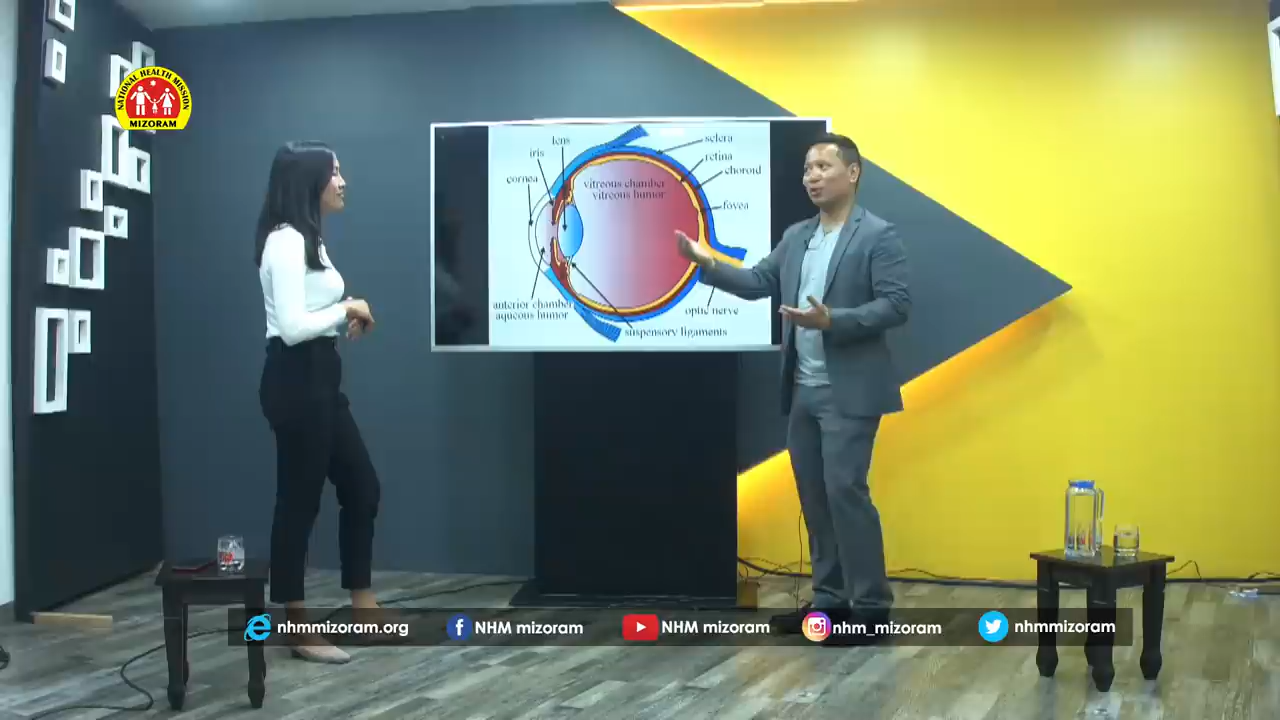 NATIONAL HEALTH MISSION
MIZORAM
lens
iris
cornea
sclera
retina
choroid
vitreous chamber
vitreous humor
fovea
anterior chamber
aqueous humor
optic nerve
suspensory ligaments
nhmmizoram.org
NHM mizoram
NHM mizoram
nhm_mizoram
nhmmizoram